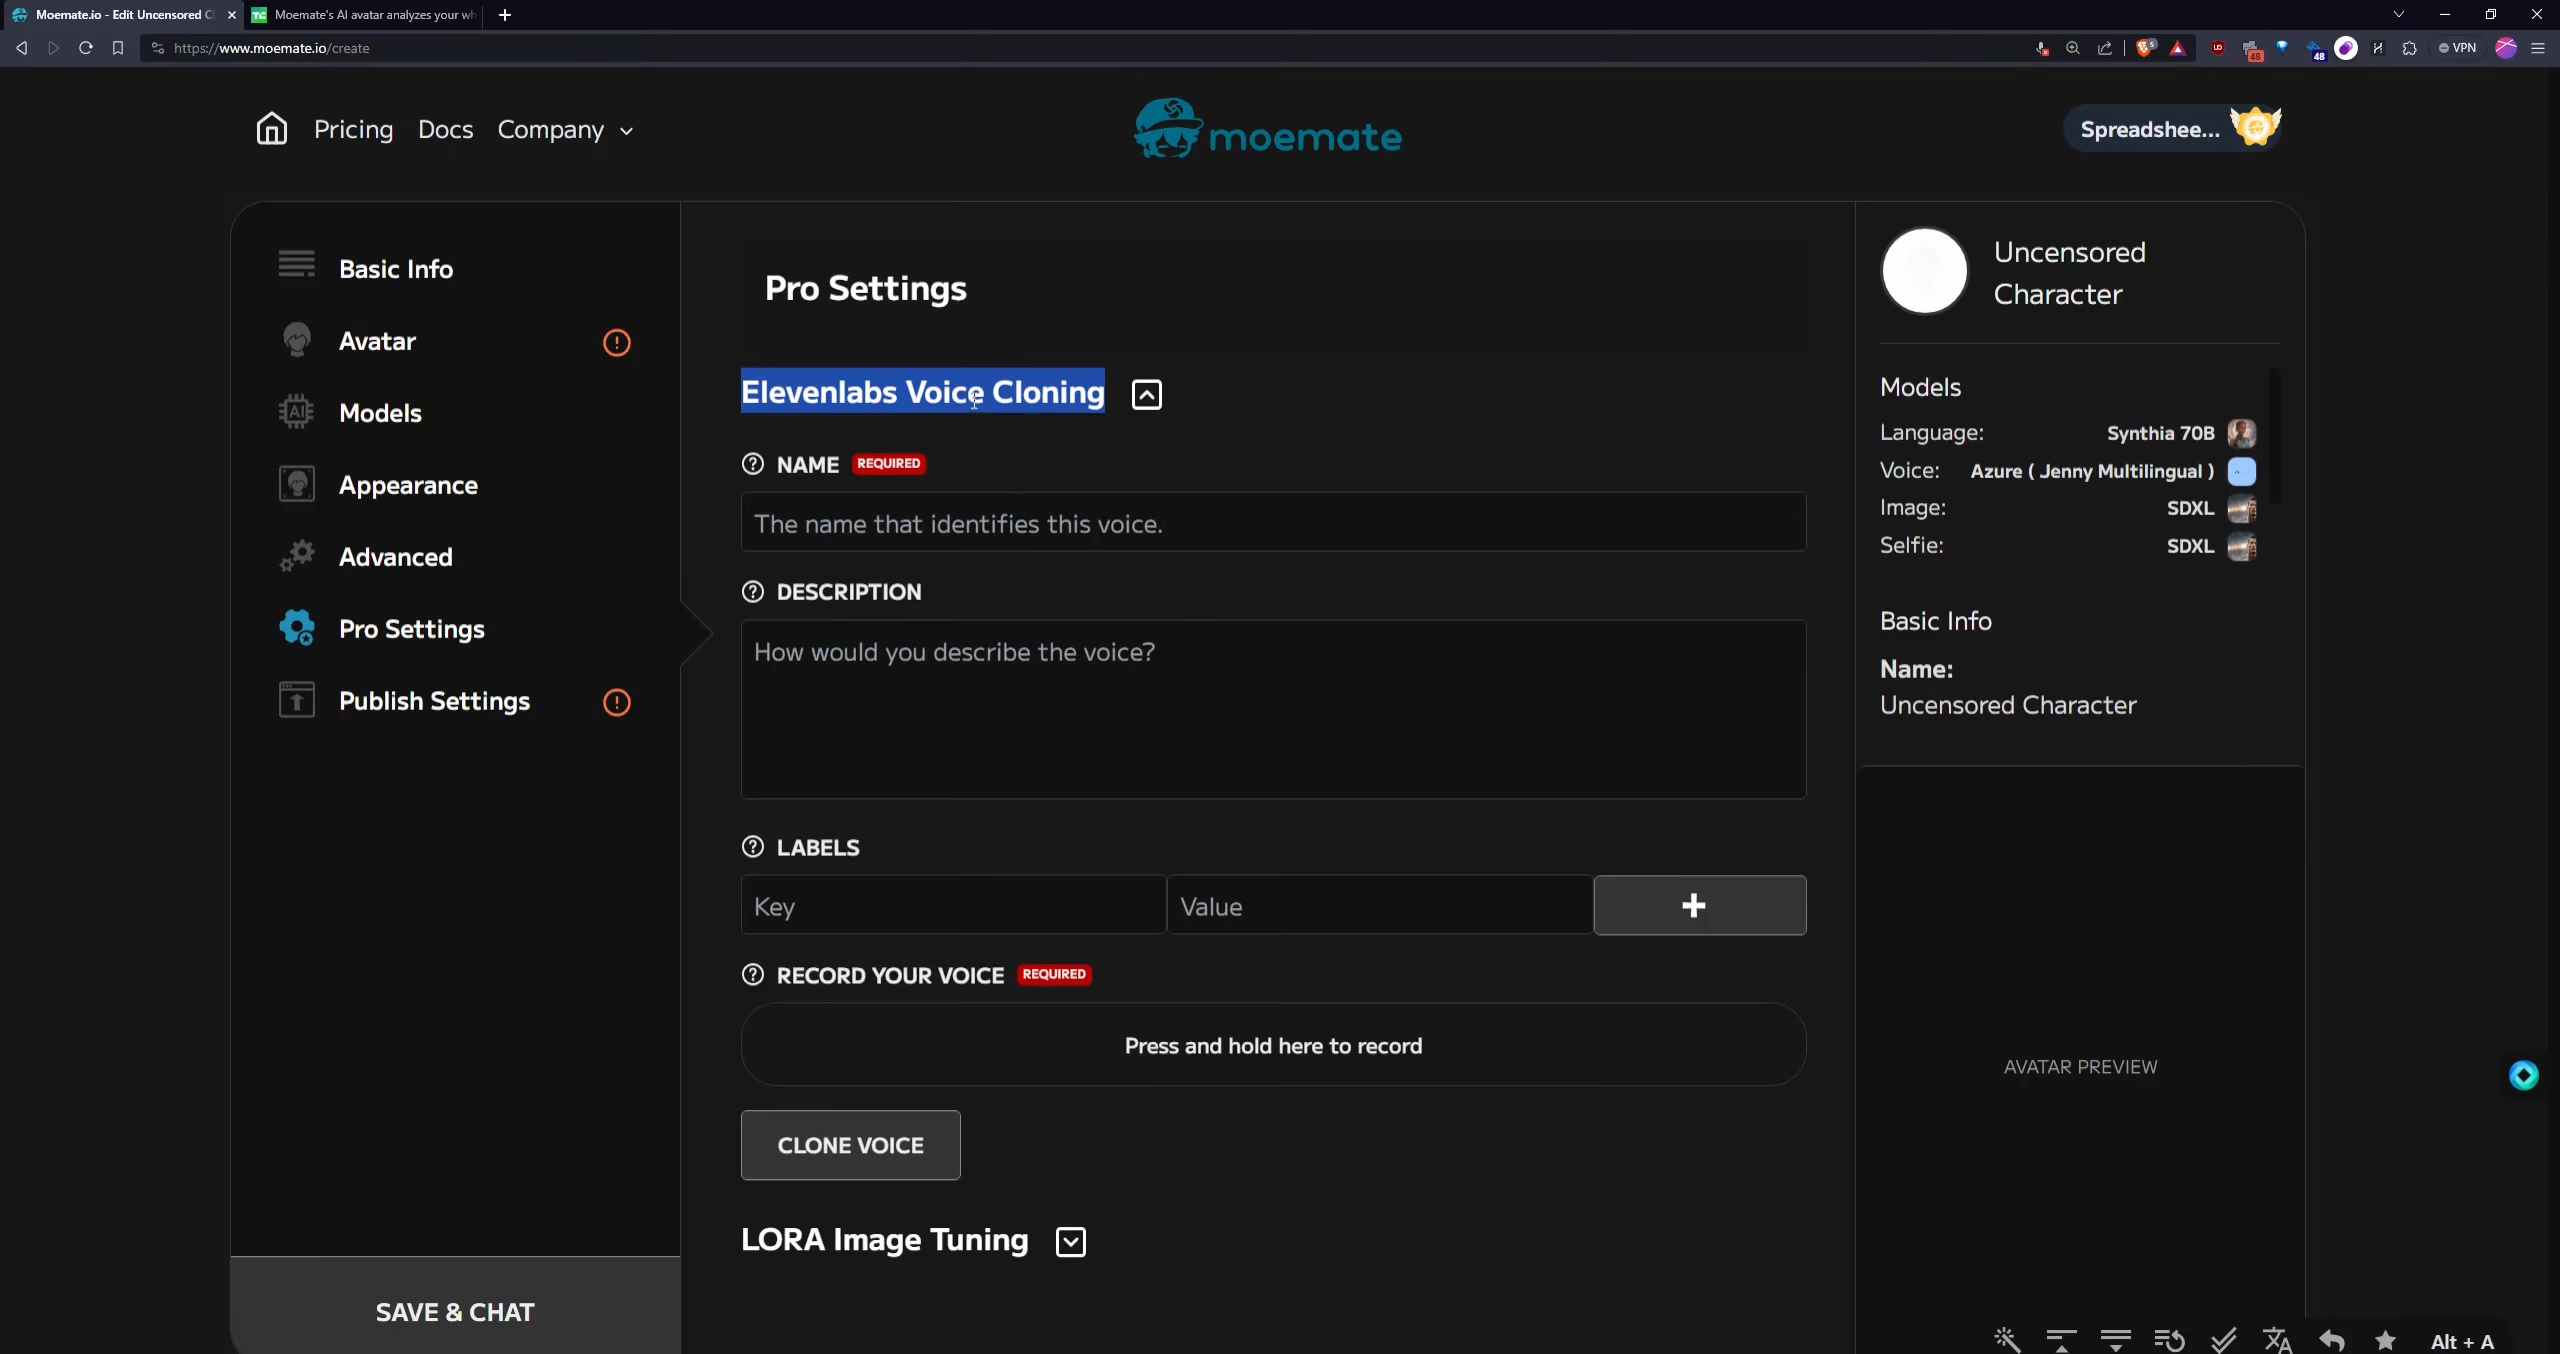 Moemate.io - Edit Uncensored C
Moemate's AI avatar analyzes your wh
https://www.moemate.io/create
48
48
VPN
Pricing
Docs
Company
moemate
Spreadshee...
Basic Info
Avatar
Models
Appearance
Advanced
Pro Settings
Publish Settings
SAVE & CHAT
Pro Settings
Elevenlabs Voice Cloning
NAME REQUIRED
The name that identifies this voice.
DESCRIPTION
How would you describe the voice?
LABELS
Key
Value
+
RECORD YOUR VOICE REQUIRED
Press and hold here to record
CLONE VOICE
LORA Image Tuning
Uncensored
Character
Models
Language: Synthia 70B
Voice: Azure ( Jenny Multilingual )
Image: SDXL
Selfie: SDXL
Basic Info
Name:
Uncensored Character
AVATAR PREVIEW
Alt + A